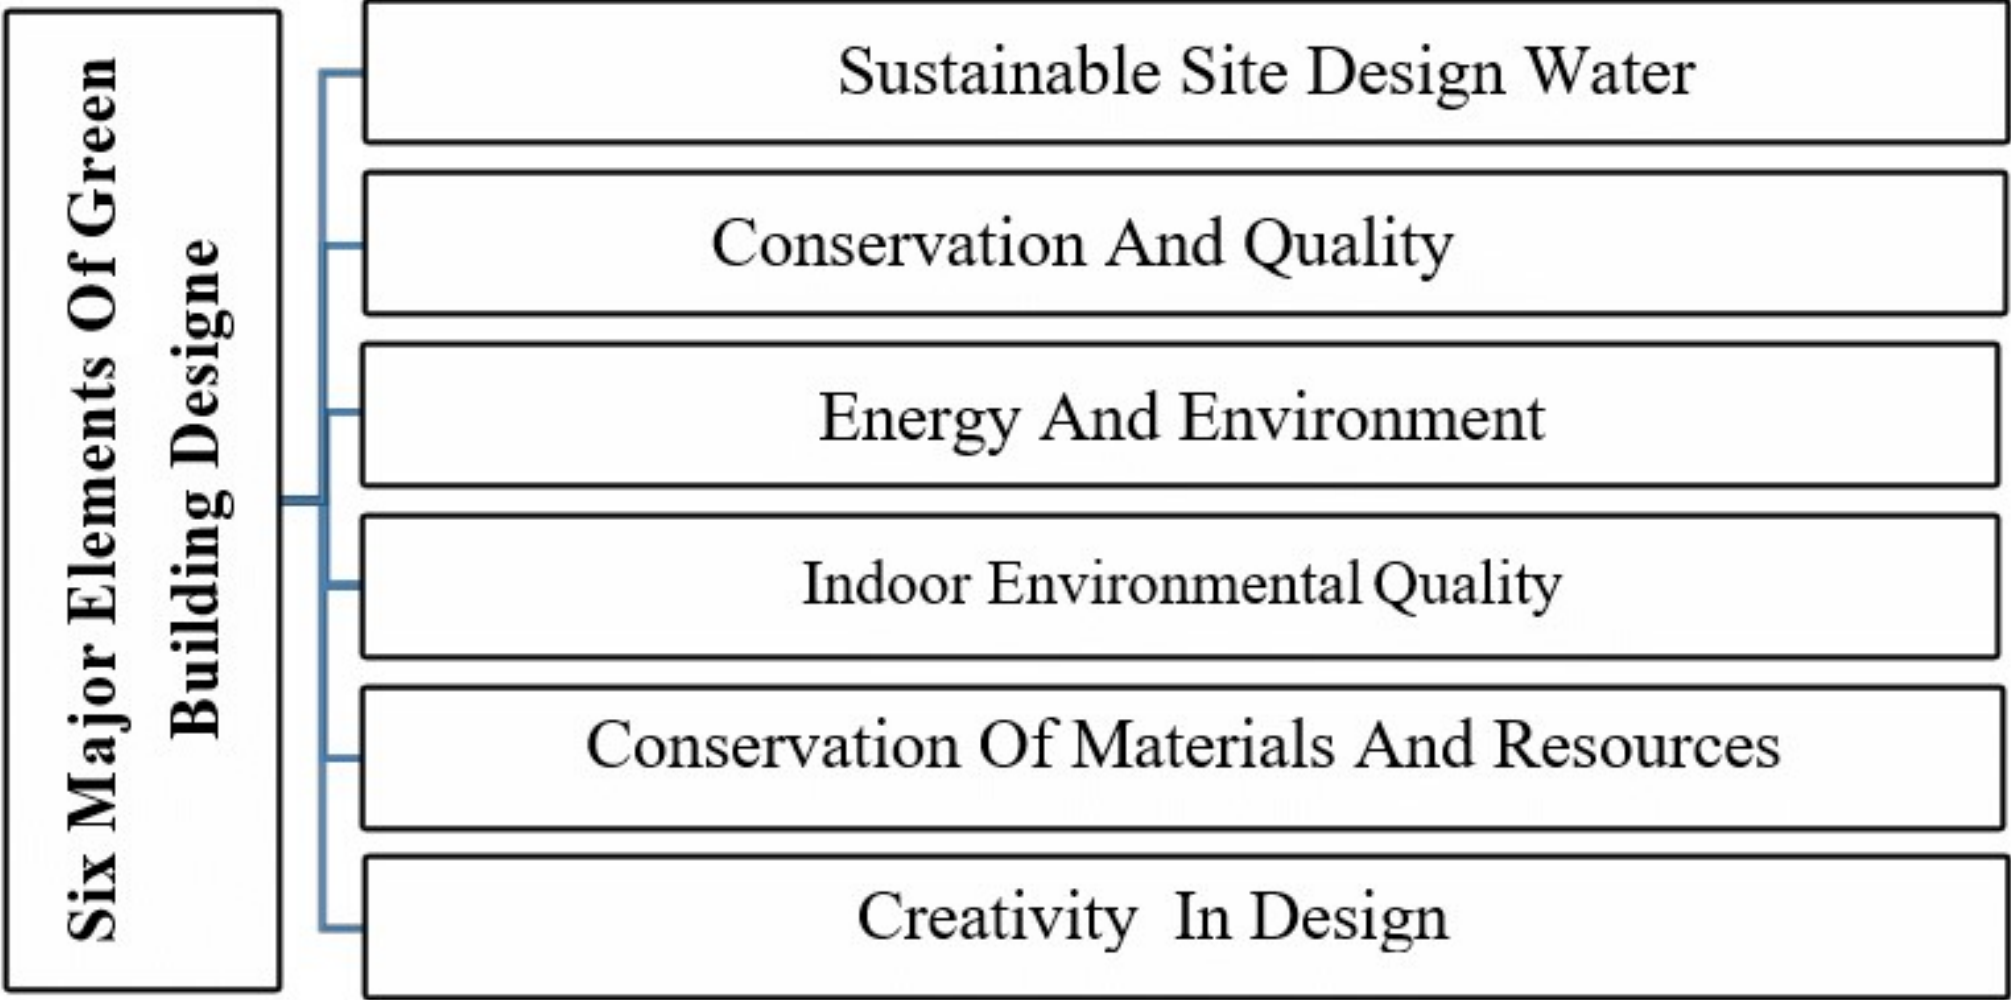 Six Major Elements Of Green
Building Designe
Sustainable Site Design Water
Conservation And Quality
Energy And Environment
Indoor Environmental Quality
Conservation Of Materials And Resources
Creativity In Design